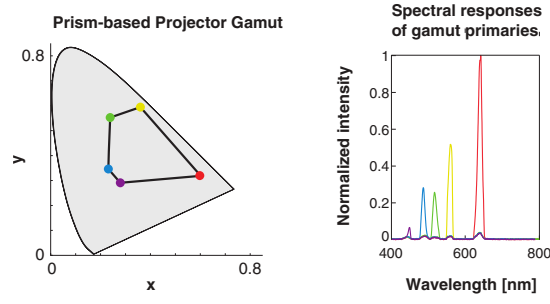 Prism-based Projector Gamut
0.8
y
0
0
0.8
x
Spectral responses
of gamut primaries.
Normalized intensity
1
0.8
0.6
0.4
0.2
0
400
600
800
Wavelength [nm]